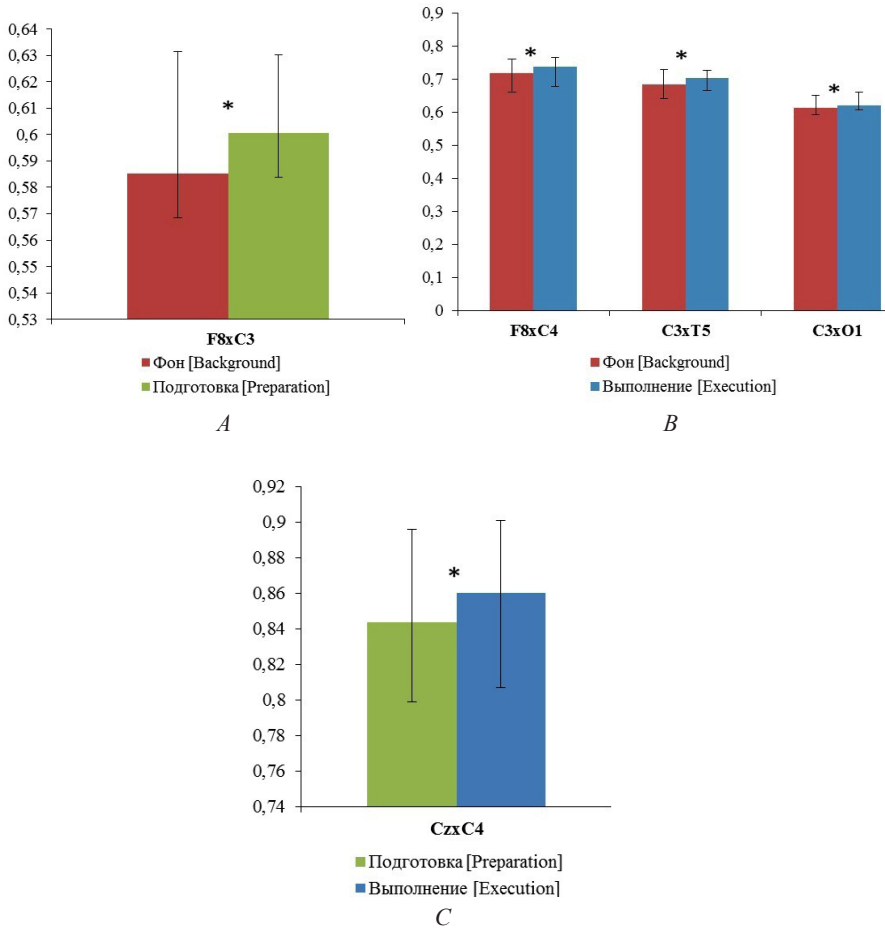 0,64
0,63
0,62
0,61
0,6
0,59
0,58
0,57
0,56
0,55
0,54
0,53
*
F8xC3
Фон [Background]
Подготовка [Preparation]
A
0,9
0,8
0,7
0,6
0,5
0,4
0,3
0,2
0,1
0
* * *
F8xC4 C3xT5 C3xO1
Фон [Background]
Выполнение [Execution]
B
0,92
0,9
0,88
0,86
0,84
0,82
0,8
0,78
0,76
0,74
*
CzxC4
Подготовка [Preparation]
Выполнение [Execution]
C